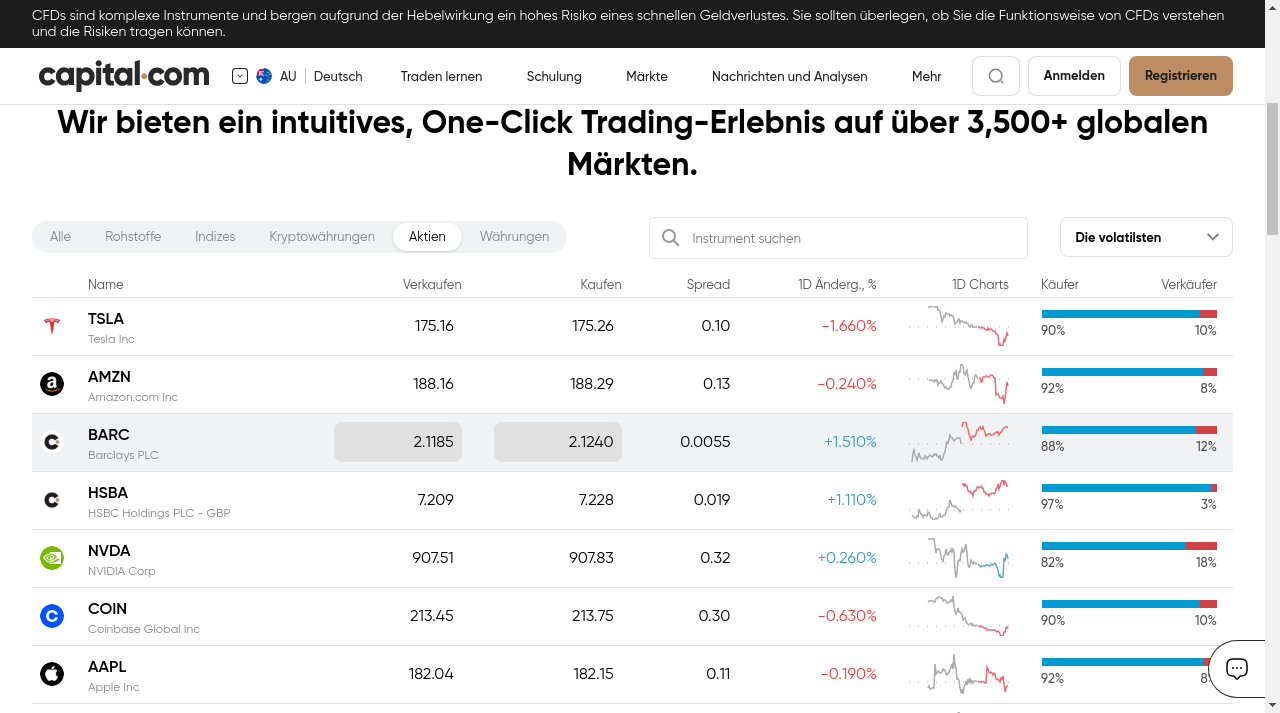 CFDs sind komplexe Instrumente und bergen aufgrund der Hebelwirkung ein hohes Risiko eines schnellen Geldverlustes. Sie sollten überlegen, ob Sie die Funktionsweise von CFDs verstehen
und die Risiken tragen können.
capital.com AU Deutsch Traden lernen Schulung Märkte Nachrichten und Analysen Mehr Anmelden Registrieren
Wir bieten ein intuitives, One-Click Trading-Erlebnis auf über 3,500+ globalen
Märkten.
Alle Rohstoffe Indizes Kryptowährungen Aktien Währungen Instrument suchen Die volatilsten
Name Verkaufen Kaufen Spread 1D Änderg., % 1D Charts Käufer Verkäufer
TSLA 175.16 175.26 0.10 -1.660% 90% 10%
Tesla Inc
AMZN 188.16 188.29 0.13 -0.240% 92% 8%
Amazon.com Inc
BARC 2.1185 2.1240 0.0055 +1.510% 88% 12%
Barclays PLC
HSBA 7.209 7.228 0.019 +1.110% 97% 3%
HSBC Holdings PLC - GBP
NVDA 907.51 907.83 0.32 +0.260% 82% 18%
NVIDIA Corp
COIN 213.45 213.75 0.30 -0.630% 90% 10%
Coinbase Global Inc
AAPL 182.04 182.15 0.11 -0.190% 92%
Apple Inc